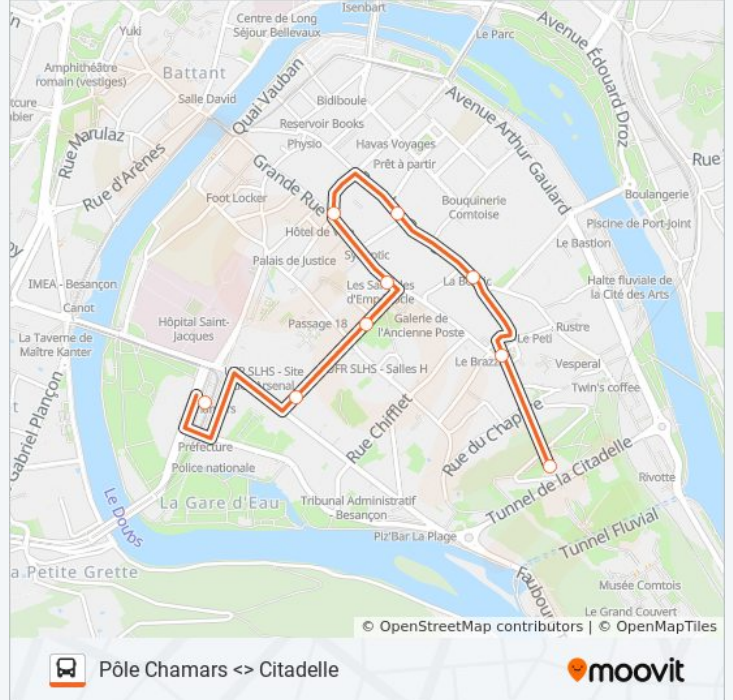 Isenbart
Centre de Long
Séjour Bellevaux
Yuki
Le Parc
Avenue Édouard Droz
Amphithéâtre
romain (vestiges)
Battant
Salle David
Quai Vauban
Bidiboule
Avenue Arthur Gaulard
Reservoir Books
Physio
Havas Voyages
Prêt à partir
Rue Marulaz
Rue d'Arènes
Grande Rue
Rue
Foot Locker
Bouquinerie
Comtoise
Boulangerie
Piscine de Port-Joint
Hôtel de
Le Bastion
Palais de Justice
IMEA - Besançon
Canot
Halte fluviale de
la Cité des Arts
Hôpital Saint-
Jacques
Passage 18
Galerie de
l'Ancienne Poste
Rustre
Le Peti
La Taverne de
Maître Kanter
SLHS - Site
UFR SLHS - Salles H
Le Braz
Vesperal
Twin's coffee
Gabriel Plançon
Rue Chifflet
Rue du Chapitre
Préfecture
Police nationale
Rivotte
Tunnel de la Citadelle
Le Doubs
La Gare d'Eau
Tribunal Administratif
Besançon
Piz'Bar La Plage
Tunnel Fluvial
a Petite Grette
Faubou
Musée Comtois
Le Grand Couvert
© OpenStreetMap contributors | © OpenMapTiles
Pôle Chamars <> Citadelle
moovit